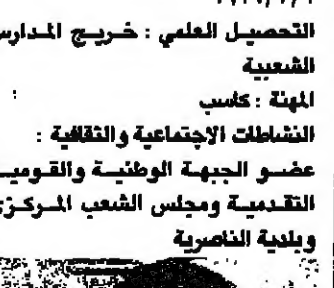 التحصيل العلمي : خريج المدارس
الشعبية
المهنة : كاسب
النشاطات الاجتماعية والثقافية :
عضو الجبهة الوطنية والقومية
التقدمية ومجلس الشعب المركزي
وبلدية الناصرية